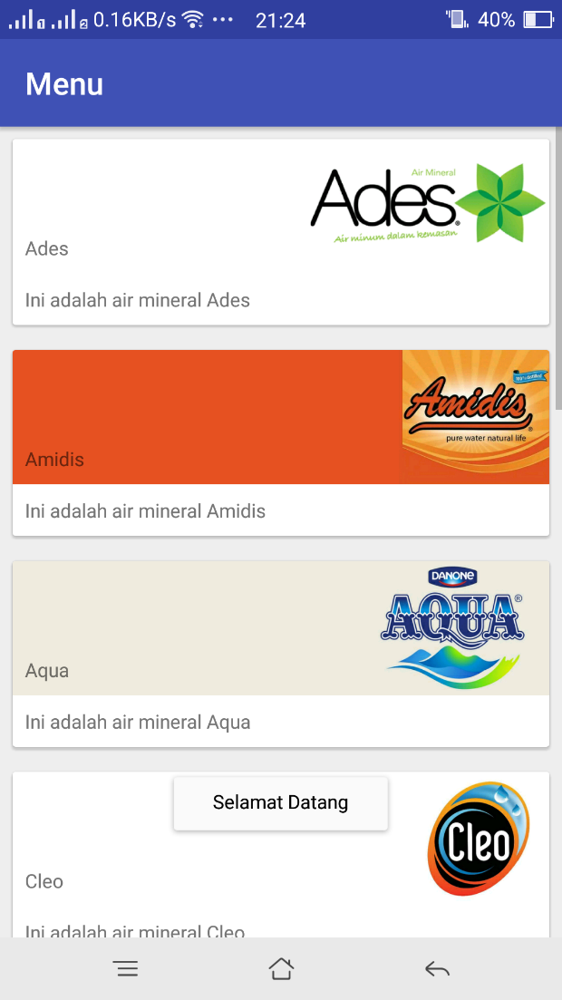 0.16KB/s ... 21:24 40%
Menu
Air Mineral
Ades
Air minum dalam kemasan
Ades
Ini adalah air mineral Ades
Amidis
pure water natural life
Amidis
Ini adalah air mineral Amidis
DANONE
AQUA
Aqua
Ini adalah air mineral Aqua
Selamat Datang
Cleo
Cleo
Ini adalah air mineral Cleo